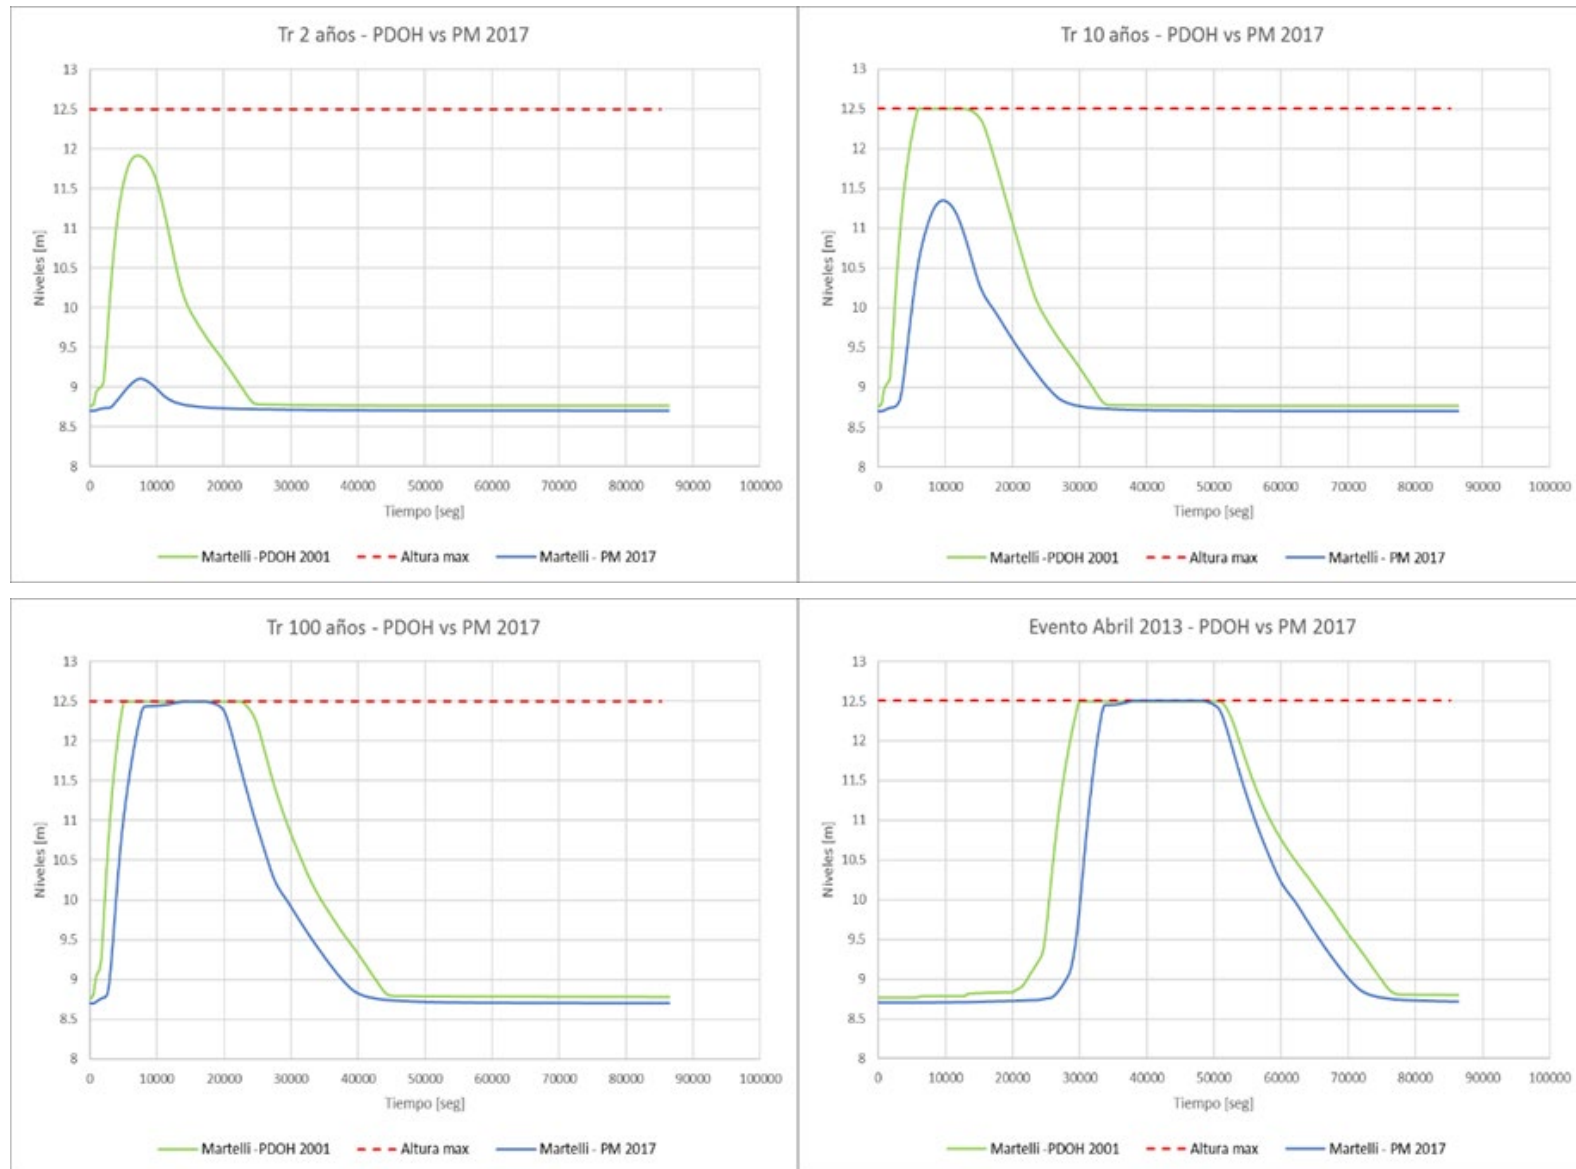 Tr 2 años - PDOH vs PM 2017
Niveles [m]
13
12.5
12
11.5
11
10.5
10
9.5
9
8.5
8
0 10000 20000 30000 40000 50000 60000 70000 80000 90000 100000
Tiempo [seg]
Martelli -PDOH 2001 Altura max Martelli - PM 2017
Tr 10 años - PDOH vs PM 2017
Niveles [m]
13
12.5
12
11.5
11
10.5
10
9.5
9
8.5
8
0 10000 20000 30000 40000 50000 60000 70000 80000 90000 100000
Tiempo [seg]
Martelli -PDOH 2001 Altura max Martelli - PM 2017
Tr 100 años - PDOH vs PM 2017
Niveles [m]
13
12.5
12
11.5
11
10.5
10
9.5
9
8.5
8
0 10000 20000 30000 40000 50000 60000 70000 80000 90000 100000
Tiempo [seg]
Martelli -PDOH 2001 Altura max Martelli - PM 2017
Evento Abril 2013 - PDOH vs PM 2017
Niveles [m]
13
12.5
12
11.5
11
10.5
10
9.5
9
8.5
8
0 10000 20000 30000 40000 50000 60000 70000 80000 90000 100000
Tiempo [seg]
Martelli -PDOH 2001 Altura max Martelli - PM 2017